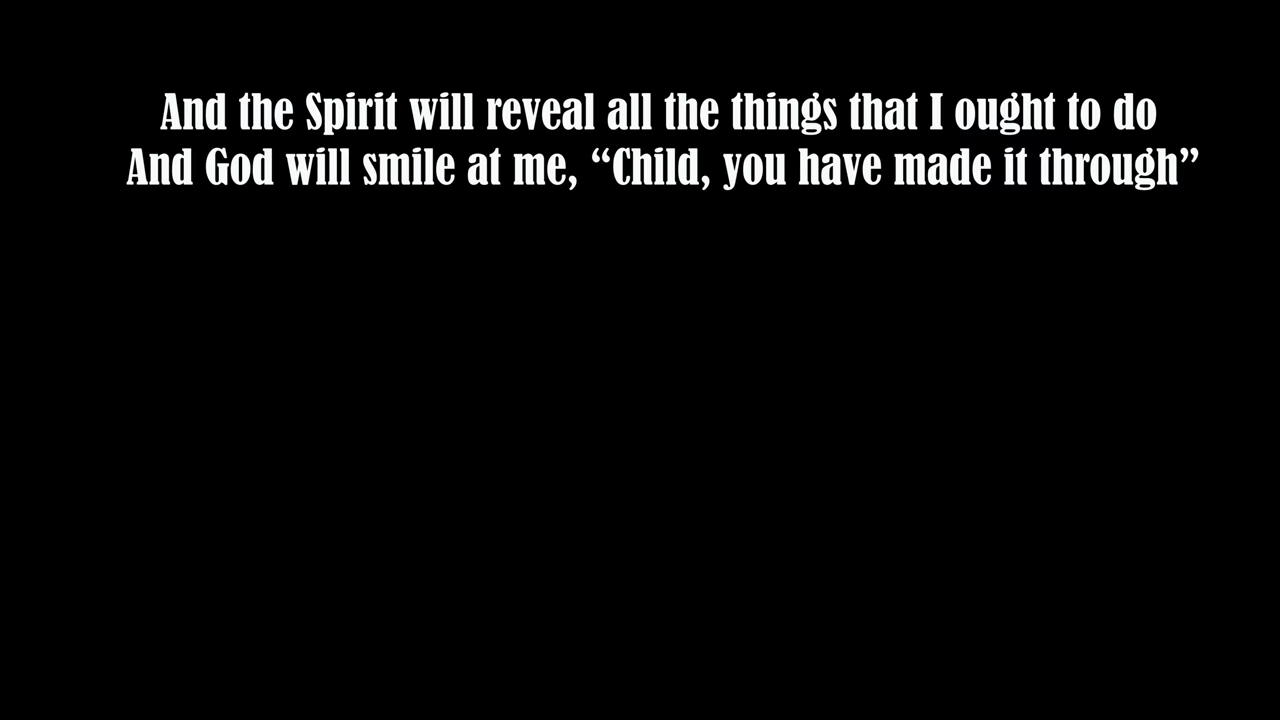 And the Spirit will reveal all the things that I ought to do
And God will smile at me, “Child, you have made it through”